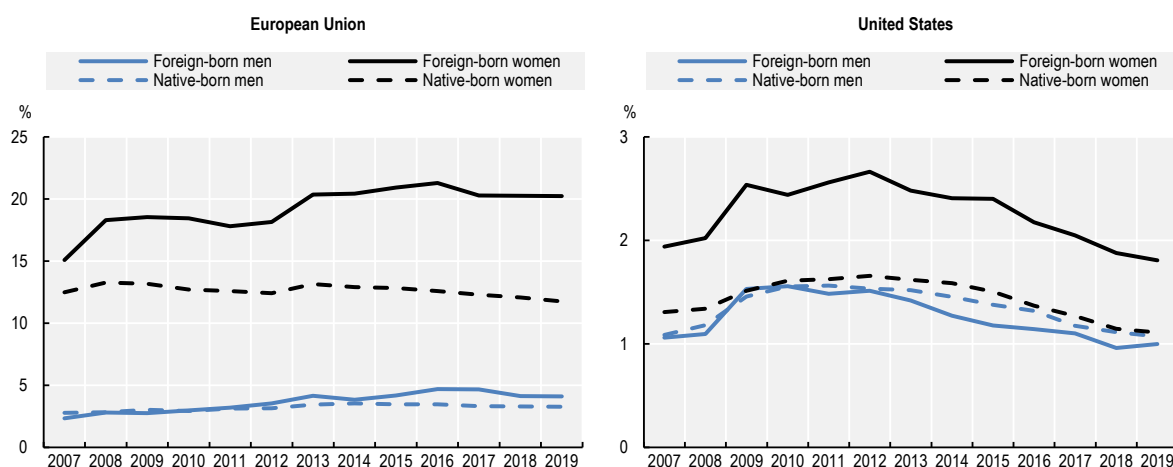 European Union
Foreign-born men
Foreign-born women
Native-born men
Native-born women
%
25
20
15
10
5
0
2007 2008 2009 2010 2011 2012 2013 2014 2015 2016 2017 2018 2019
United States
Foreign-born men
Foreign-born women
Native-born men
Native-born women
%
3
2
1
0
2007 2008 2009 2010 2011 2012 2013 2014 2015 2016 2017 2018 2019